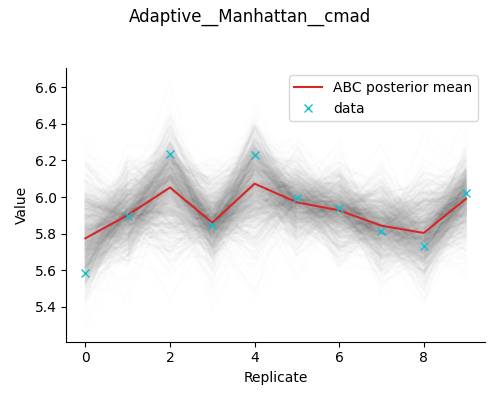 Adaptive__Manhattan__cmad
ABC posterior mean
data
6.6
6.4
6.2
6.0
5.8
5.6
5.4
Value
0 2 4 6 8
Replicate